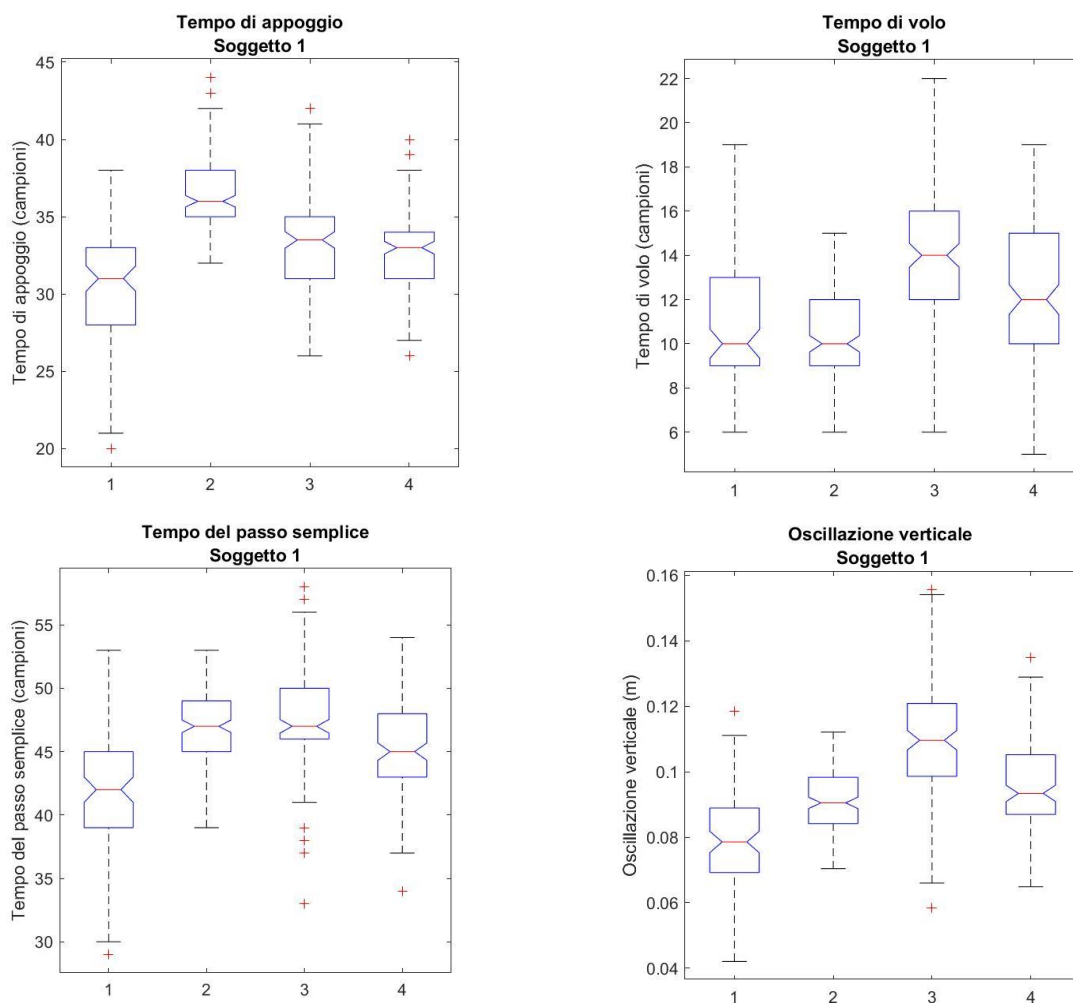 Tempo di appoggio
Soggetto 1
Tempo di appoggio (campioni)
45
40
35
30
25
20
1 2 3 4
Tempo di volo
Soggetto 1
Tempo di volo (campioni)
22
20
18
16
14
12
10
8
6
1 2 3 4
Tempo del passo semplice
Soggetto 1
Tempo del passo semplice (campioni)
55
50
45
40
35
30
1 2 3 4
Oscillazione verticale
Soggetto 1
Oscillazione verticale (m)
0.16
0.14
0.12
0.1
0.08
0.06
0.04
1 2 3 4